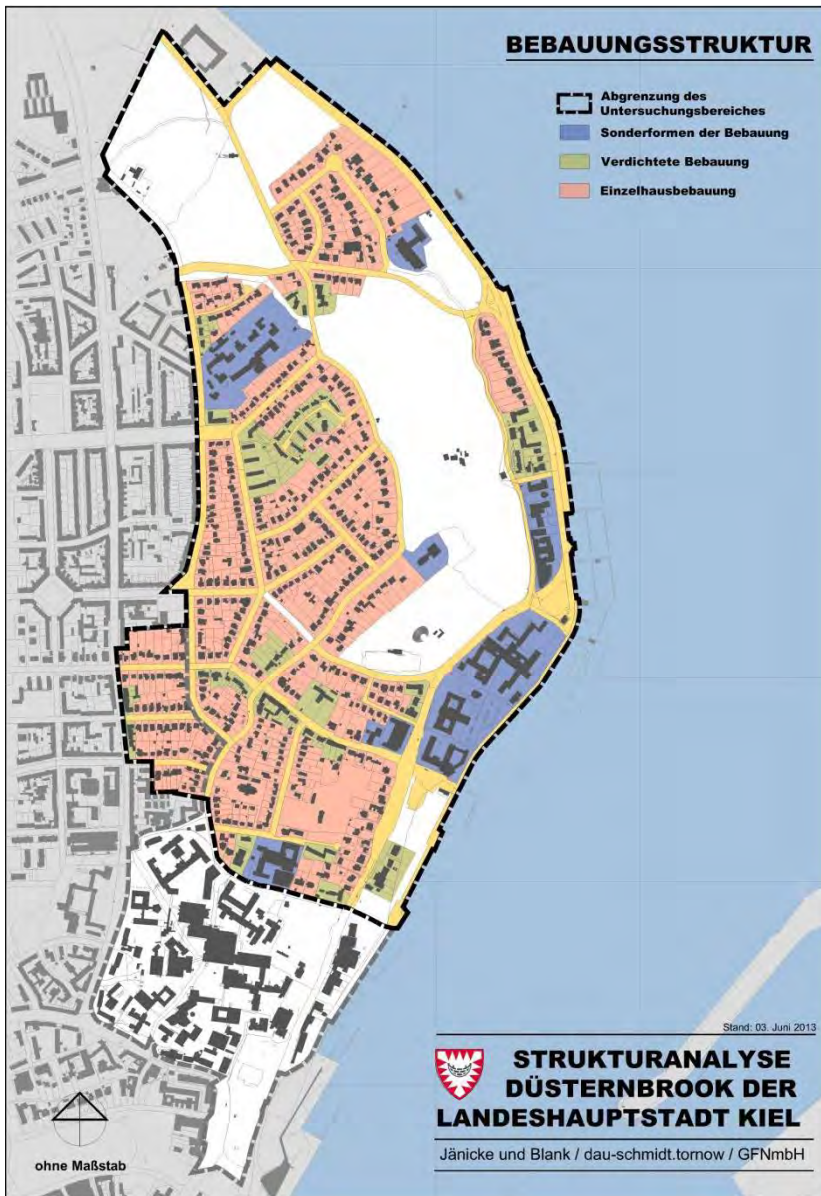 BEBAUUNGSSTRUKTUR
Abgrenzung des
Untersuchungsbereiches
Sonderformen der Bebauung
Verdichtete Bebauung
Einzelhausbebauung
Stand: 03. Juni 2013
STRUKTURANALYSE
DÜSTERNBROOK DER
LANDESHAUPTSTADT KIEL
Jänicke und Blank / dau-schmidt.tornow / GFNmbH
ohne Maßstab